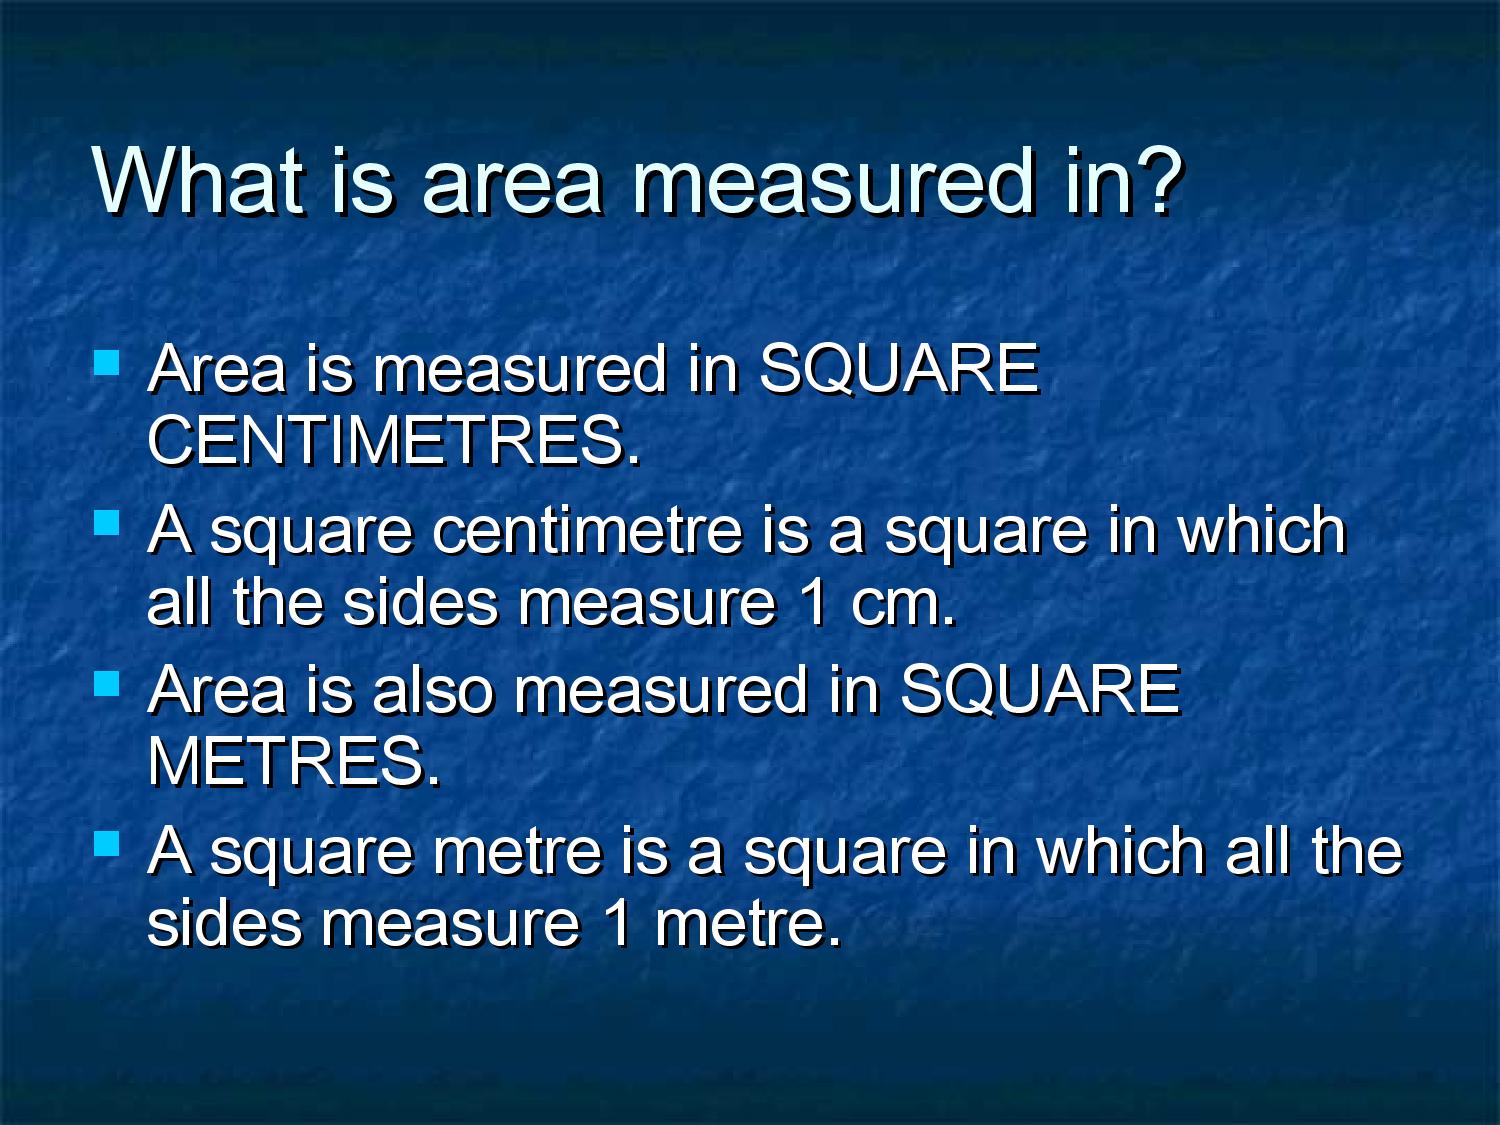 What is area measured in?
Area is measured in SQUARE
CENTIMETRES.
A square centimetre is a square in which
all the sides measure 1 cm.
Area is also measured in SQUARE
METRES.
A square metre is a square in which all the
sides measure 1 metre.